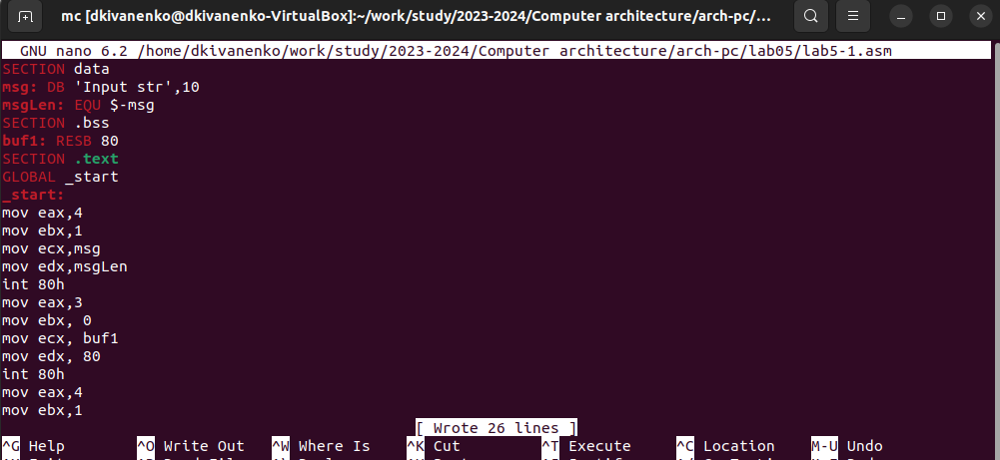 mc [dkivanenko@dkivanenko-VirtualBox]:~/work/study/2023-2024/Computer architecture/arch-pc/...
GNU nano 6.2 /home/dkivanenko/work/study/2023-2024/Computer architecture/arch-pc/lab05/lab5-1.asm
SECTION data
msg: DB 'Input str',10
msgLen: EQU $-msg
SECTION .bss
buf1: RESB 80
SECTION .text
GLOBAL _start
_start:
mov eax,4
mov ebx,1
mov ecx,msg
mov edx,msgLen
int 80h
mov eax,3
mov ebx, 0
mov ecx, buf1
mov edx, 80
int 80h
mov eax,4
mov ebx,1
[ Wrote 26 lines ]
^G Help ^O Write Out ^W Where Is ^K Cut ^T Execute ^C Location M-U Undo